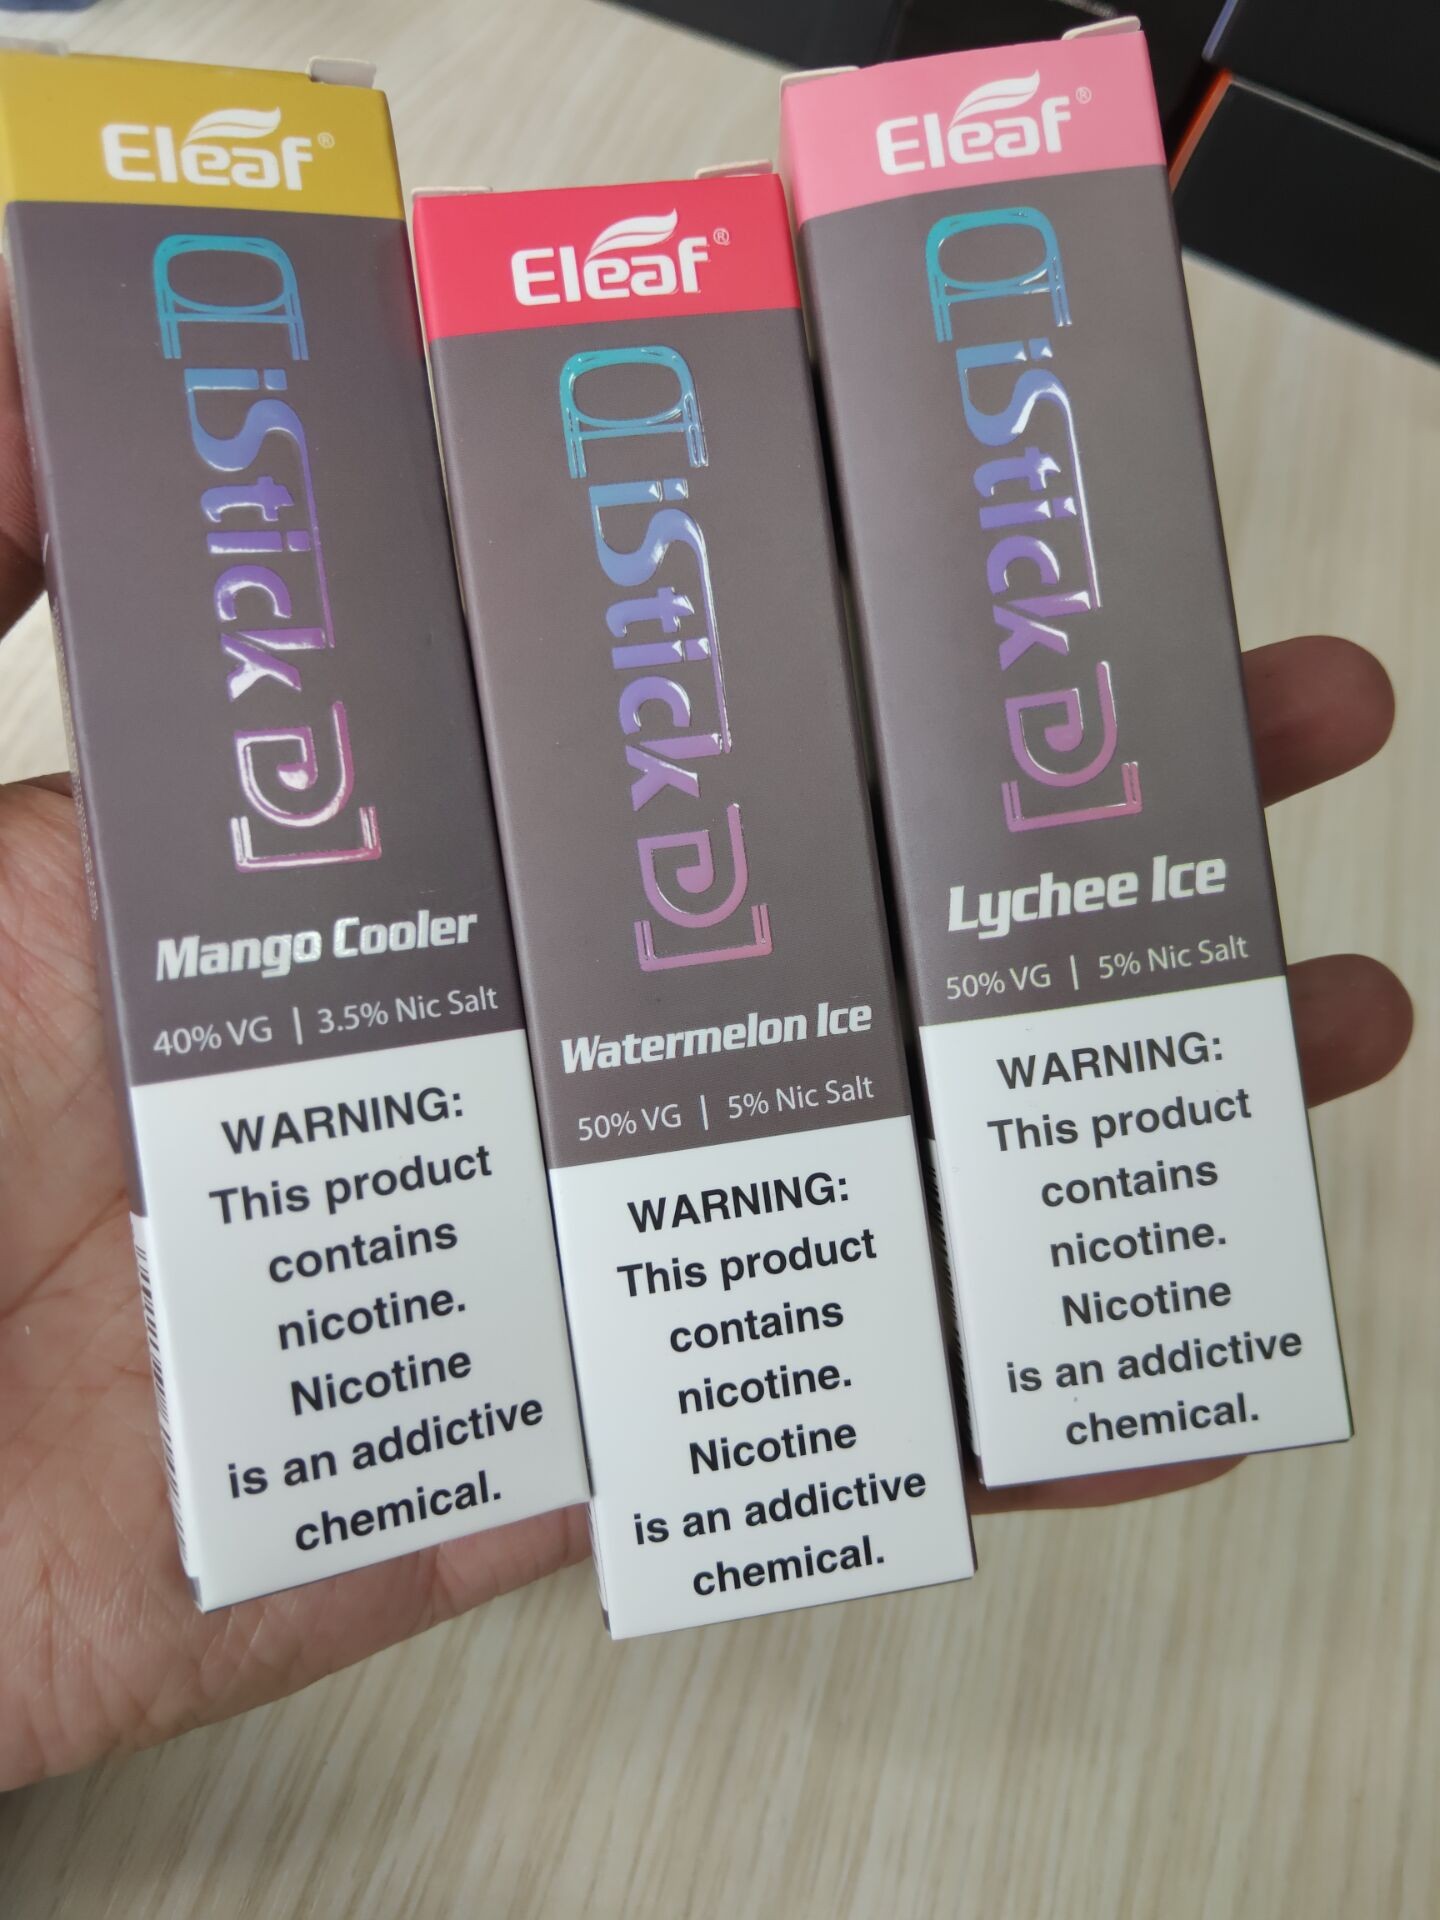 Eleaf®
iStick D
Mango Cooler
40% VG | 3.5% Nic Salt
WARNING:
This product
contains
nicotine.
Nicotine
is an addictive
chemical.
Eleaf®
iStick D
Watermelon Ice
50% VG | 5% Nic Salt
WARNING:
This product
contains
nicotine.
Nicotine
is an addictive
chemical.
Eleaf®
iStick D
Lychee Ice
50% VG | 5% Nic Salt
WARNING:
This product
contains
nicotine.
Nicotine
is an addictive
chemical.